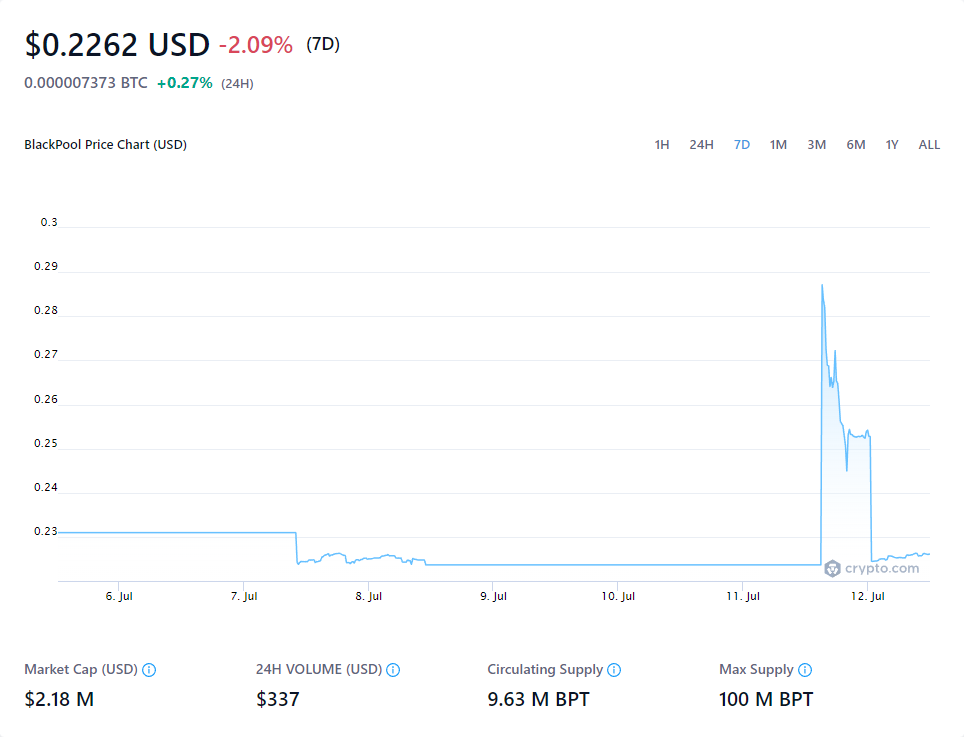 $0.2262 USD -2.09% (7D)
0.000007373 BTC +0.27% (24H)
BlackPool Price Chart (USD) 1H 24H 7D 1M 3M 6M 1Y ALL
0.3
0.29
0.28
0.27
0.26
0.25
0.24
0.23
crypto.com
6. Jul 7. Jul 8. Jul 9. Jul 10. Jul 11. Jul 12. Jul
Market Cap (USD) 24H VOLUME (USD) Circulating Supply Max Supply
$2.18 M $337 9.63 M BPT 100 M BPT